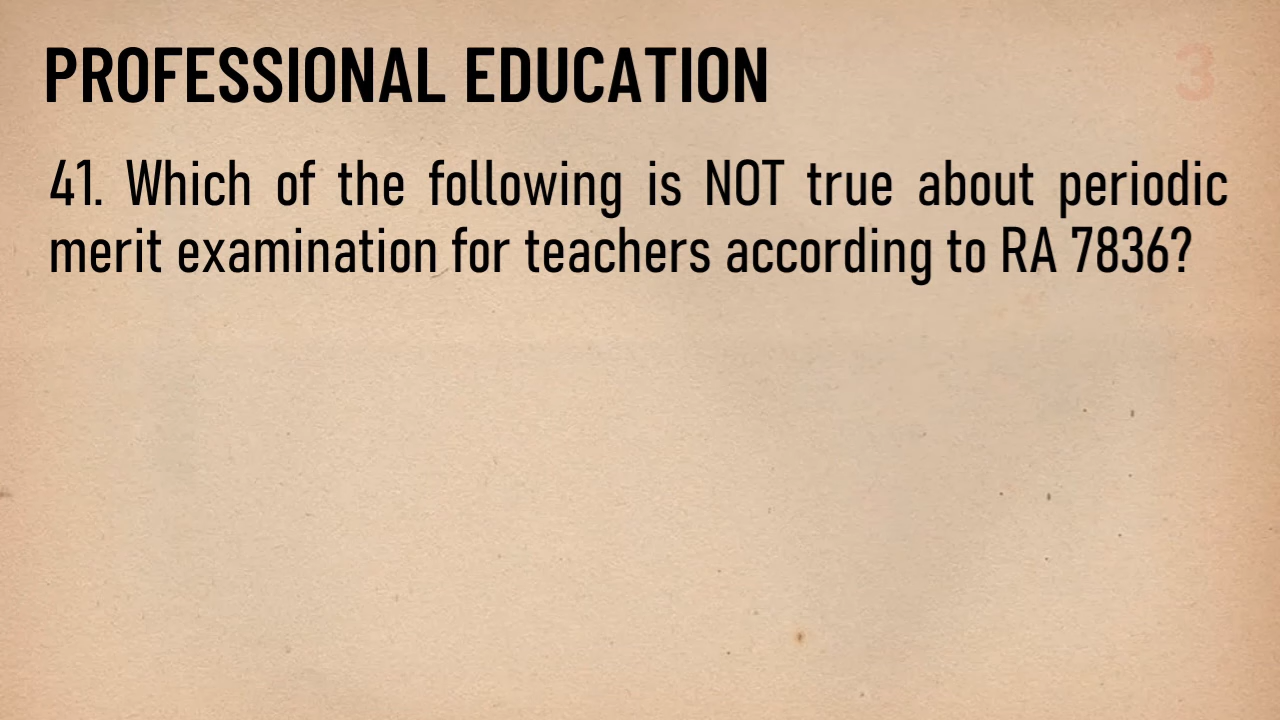 PROFESSIONAL EDUCATION
3
41. Which of the following is NOT true about periodic
merit examination for teachers according to RA 7836?